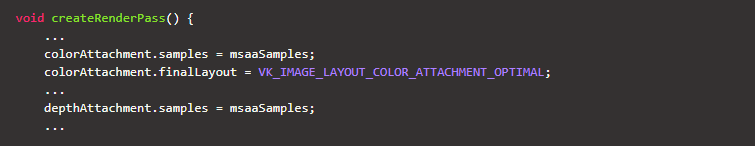 void createRenderPass() {
...
colorAttachment.samples = msaaSamples;
colorAttachment.finalLayout = VK_IMAGE_LAYOUT_COLOR_ATTACHMENT_OPTIMAL;
...
depthAttachment.samples = msaaSamples;
...